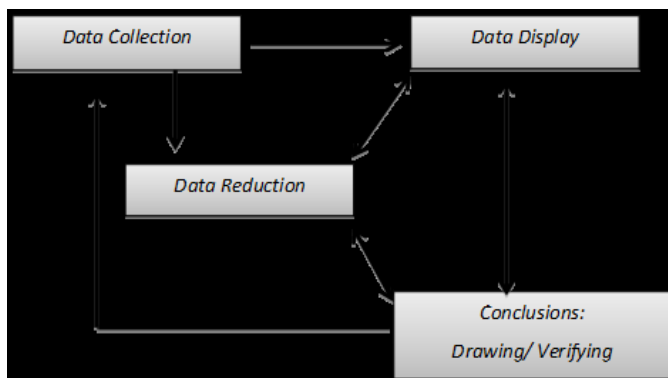 Data Collection
Data Display
Data Reduction
Conclusions:
Drawing/ Verifying